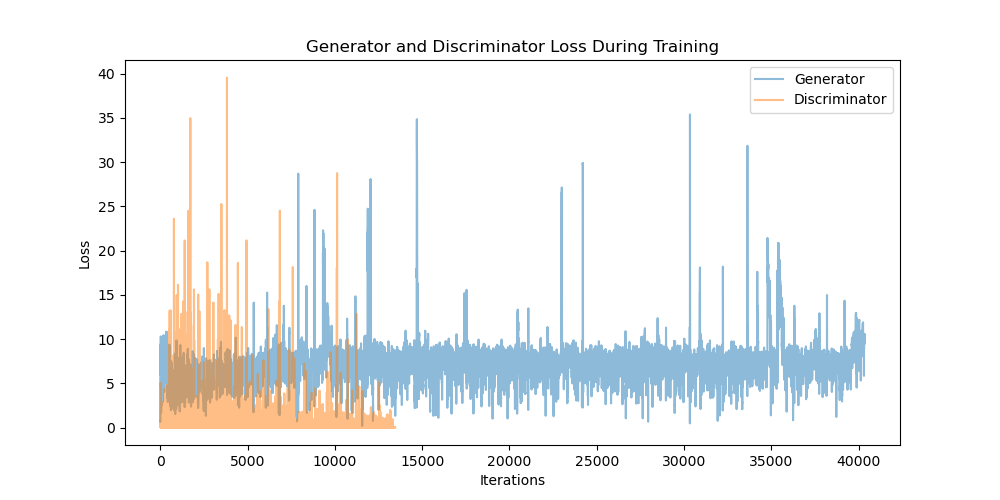 Generator and Discriminator Loss During Training
Generator
Discriminator
40
35
30
25
20
15
10
5
0
Loss
0 5000 10000 15000 20000 25000 30000 35000 40000
Iterations